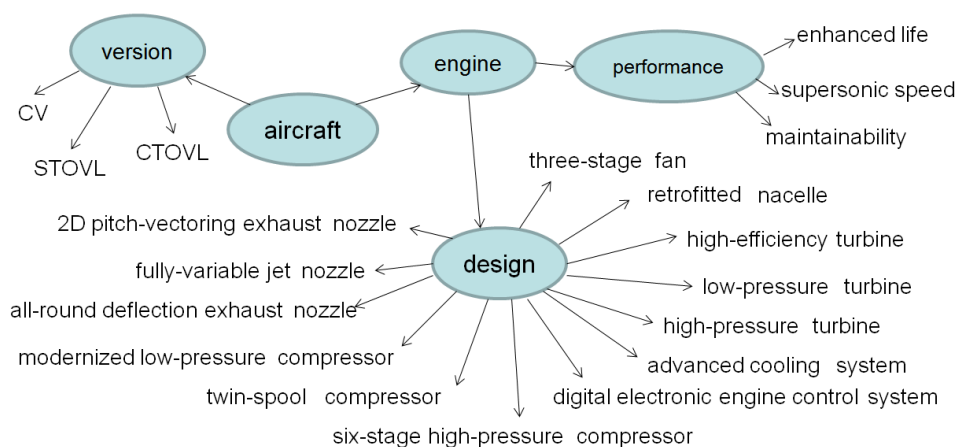 version
engine
performance
aircraft
enhanced life
supersonic speed
maintainability
CV
STOVL
CTOVL
three-stage fan
retrofitted nacelle
2D pitch-vectoring exhaust nozzle
high-efficiency turbine
design
fully-variable jet nozzle
low-pressure turbine
all-round deflection exhaust nozzle
high-pressure turbine
modernized low-pressure compressor
advanced cooling system
twin-spool compressor
digital electronic engine control system
six-stage high-pressure compressor